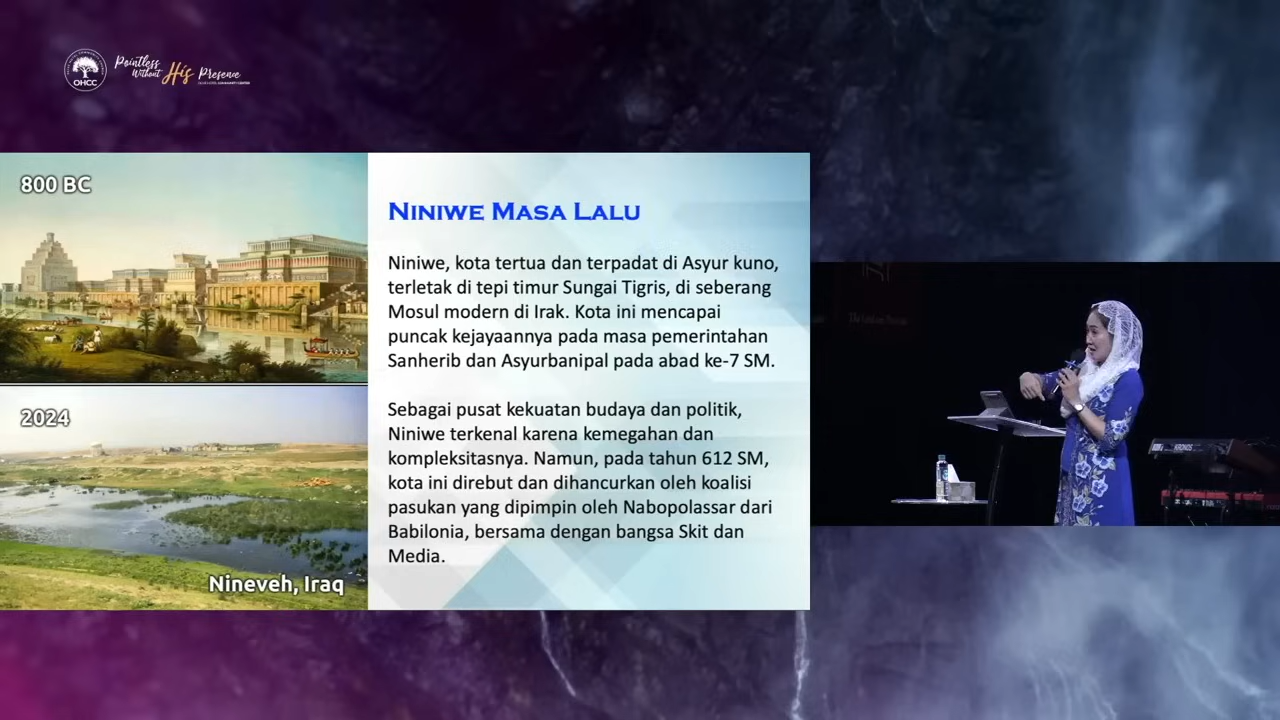 OHCC
Pointless
Without His Presence
800 BC
2024
Nineveh, Iraq
NINIWE MASA LALU
Niniwe, kota tertua dan terpadat di Asyur kuno,
terletak di tepi timur Sungai Tigris, di seberang
Mosul modern di Irak. Kota ini mencapai
puncak kejayaannya pada masa pemerintahan
Sanherib dan Asyurbanipal pada abad ke-7 SM.
Sebagai pusat kekuatan budaya dan politik,
Niniwe terkenal karena kemegahan dan
kompleksitasnya. Namun, pada tahun 612 SM,
kota ini direbut dan dihancurkan oleh koalisi
pasukan yang dipimpin oleh Nabopolassar dari
Babilonia, bersama dengan bangsa Skit dan
Media.
KRONOS